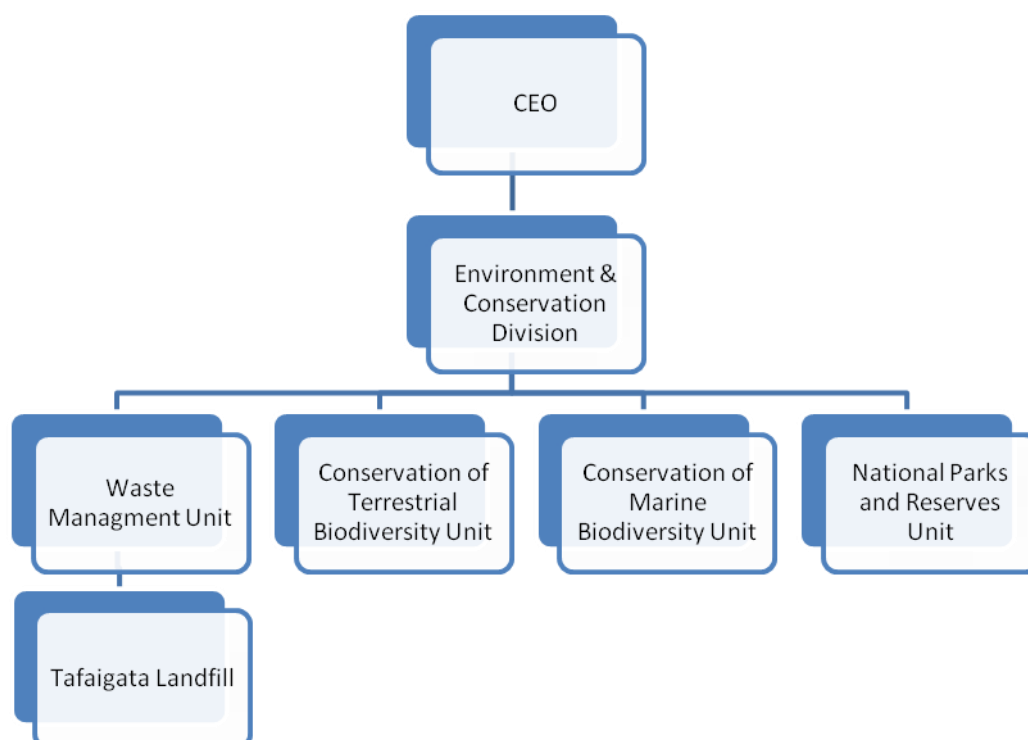 CEO
Environment &
Conservation
Division
Waste
Managment Unit
Conservation of
Terrestrial
Biodiversity Unit
Conservation of
Marine
Biodiversity Unit
National Parks
and Reserves
Unit
Tafaigata Landfill